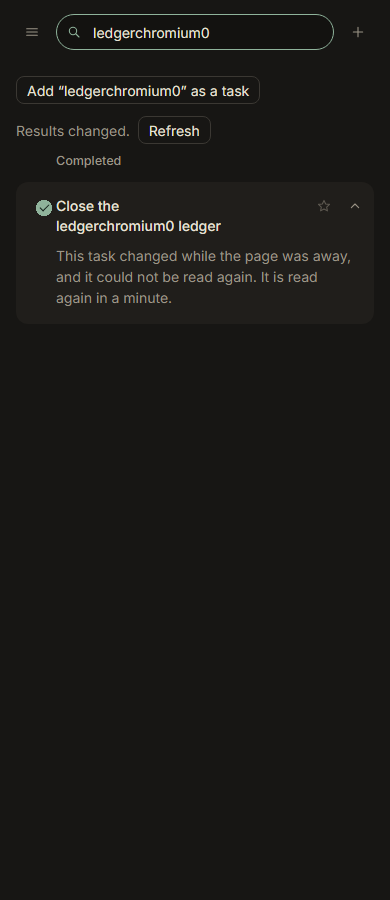 ledgerchromium0
Add “ledgerchromium0” as a task
Results changed. Refresh
Completed
Close the
ledgerchromium0 ledger
This task changed while the page was away,
and it could not be read again. It is read
again in a minute.